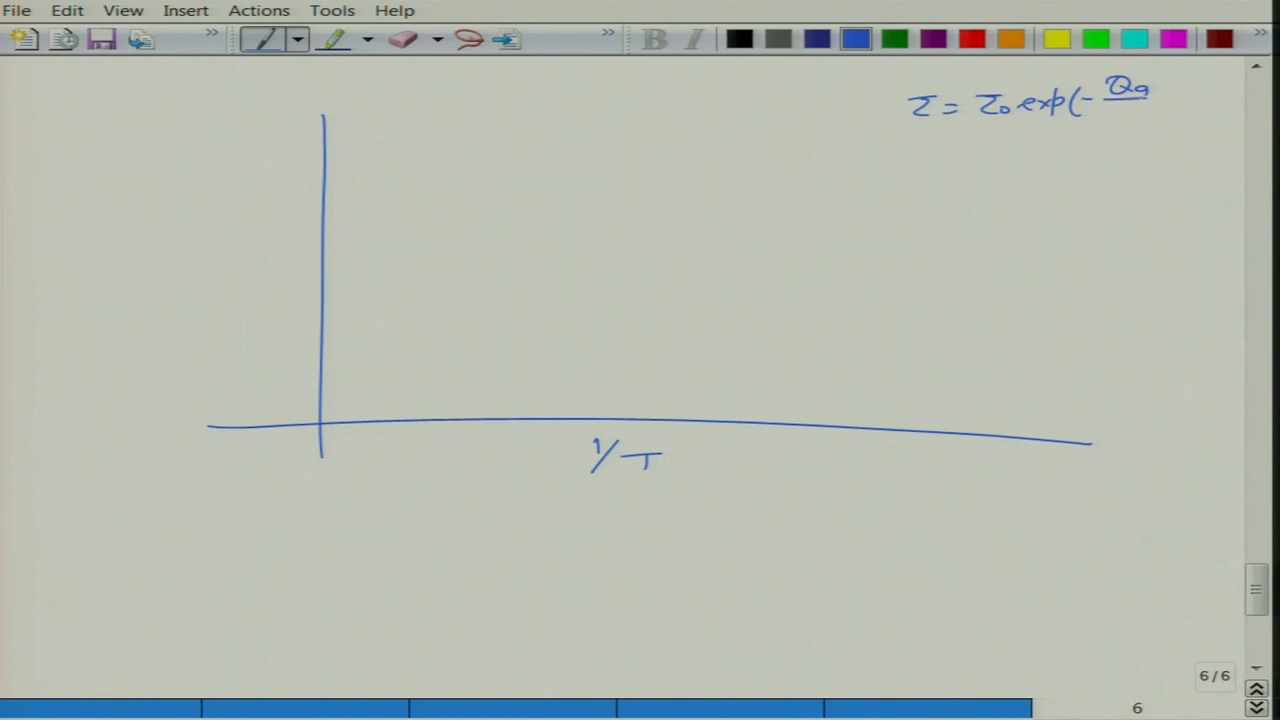 File Edit View Insert Actions Tools Help
B I
τ = τ₀ exp(- Qa
1/T
6 / 6
6